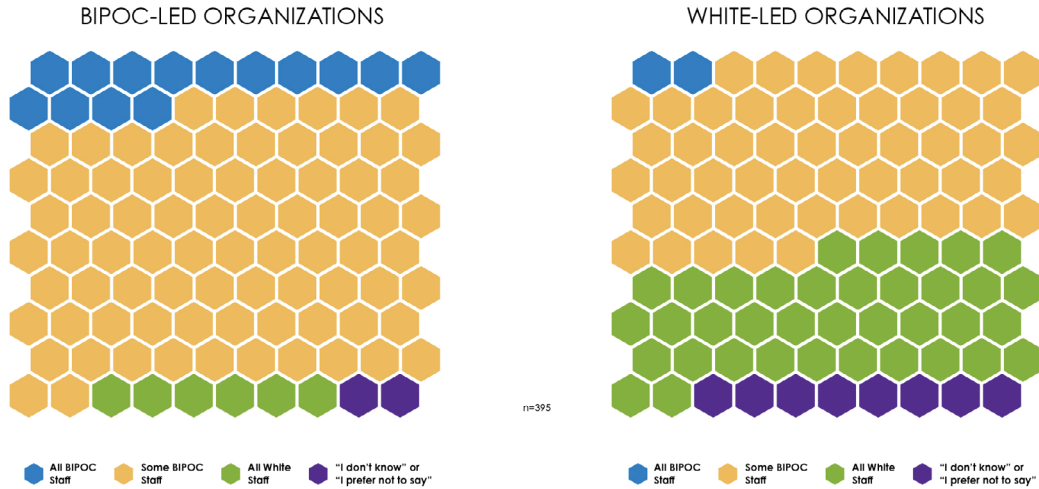 BIPOC-LED ORGANIZATIONS
WHITE-LED ORGANIZATIONS
n=395
All BIPOC
Staff
Some BIPOC
Staff
All White
Staff
“I don’t know” or
“I prefer not to say”
All BIPOC
Staff
Some BIPOC
Staff
All White
Staff
“I don’t know” or
“I prefer not to say”